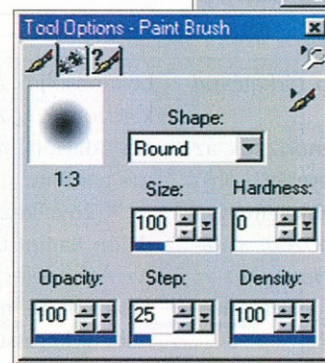 Tool Options - Paint Brush
Shape:
Round
1:3
Size: Hardness:
100 0
Opacity: Step: Density:
100 25 100